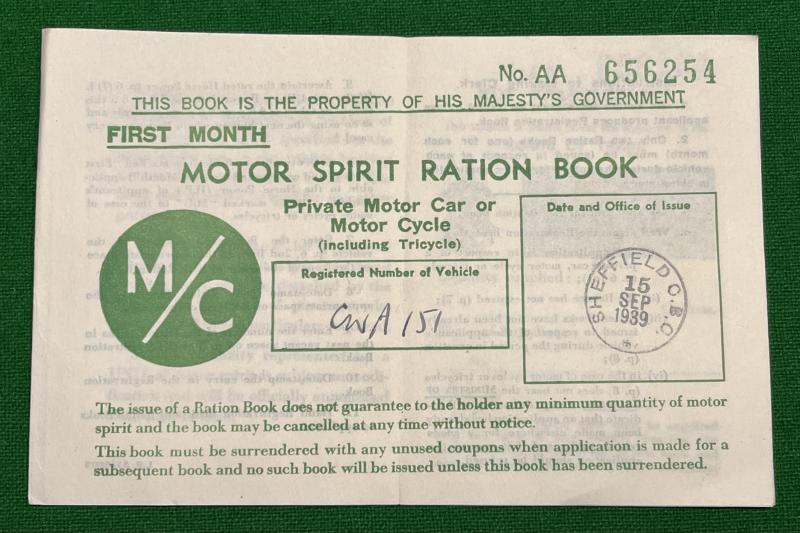 No. AA 656254
THIS BOOK IS THE PROPERTY OF HIS MAJESTY'S GOVERNMENT
FIRST MONTH
MOTOR SPIRIT RATION BOOK
Private Motor Car or
Motor Cycle
(including Tricycle)
M/C
Registered Number of Vehicle
CWA 151
Date and Office of Issue
SHEFFIELD O.B.C.
15
SEP
1939
The issue of a Ration Book does not guarantee to the holder any minimum quantity of motor
spirit and the book may be cancelled at any time without notice.
This book must be surrendered with any unused coupons when application is made for a
subsequent book and no such book will be issued unless this book has been surrendered.